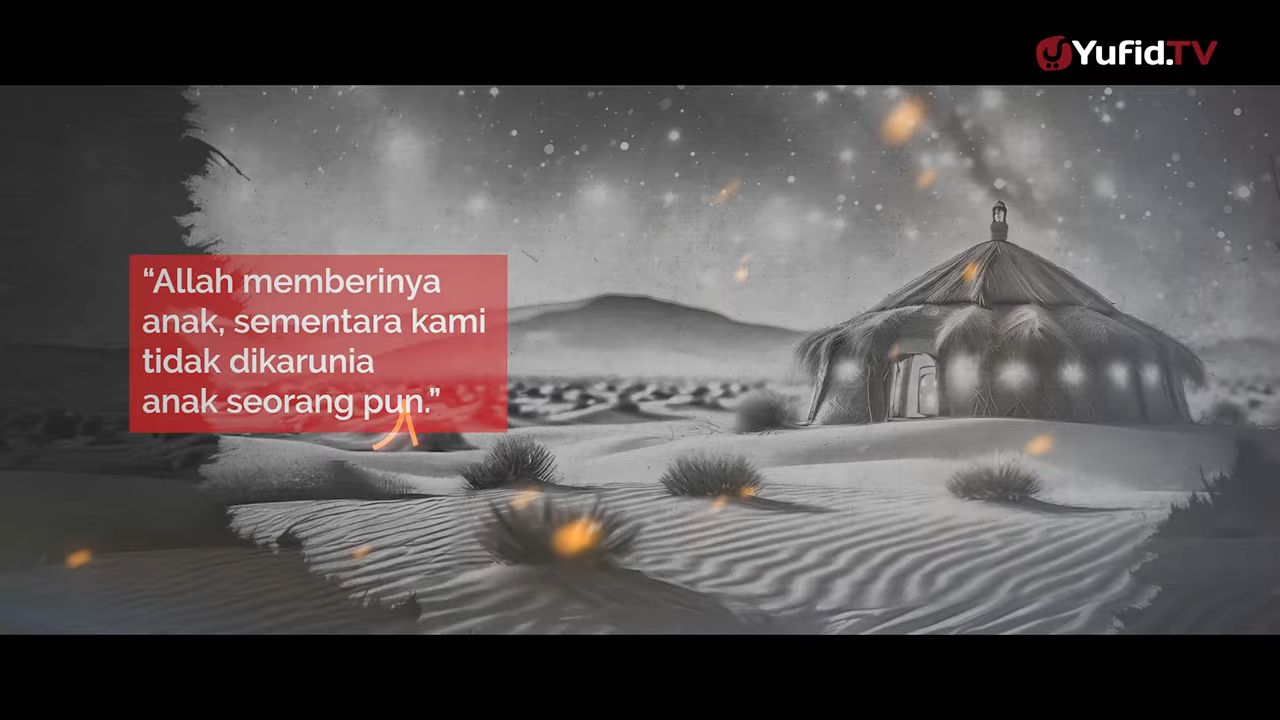 Yufid.TV
“Allah memberinya
anak, sementara kami
tidak dikarunia
anak seorang pun.”